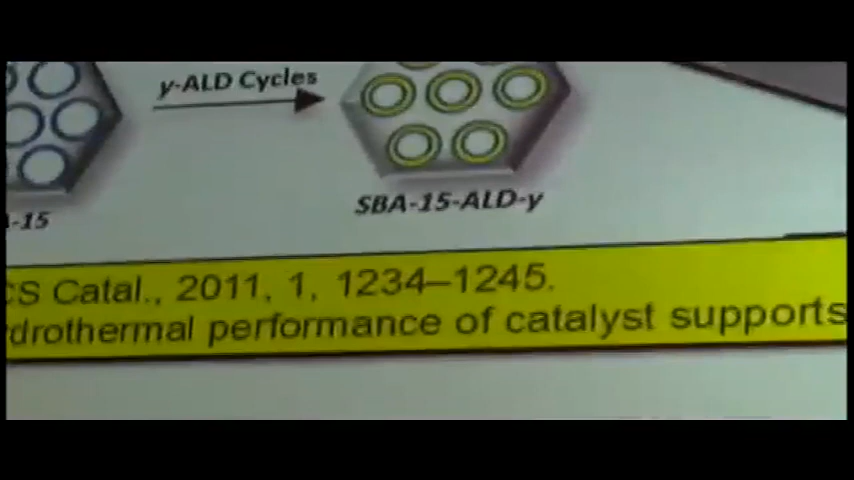 y-ALD Cycles
-15
SBA-15-ALD-y
CS Catal., 2011, 1, 1234–1245.
drothermal performance of catalyst supports